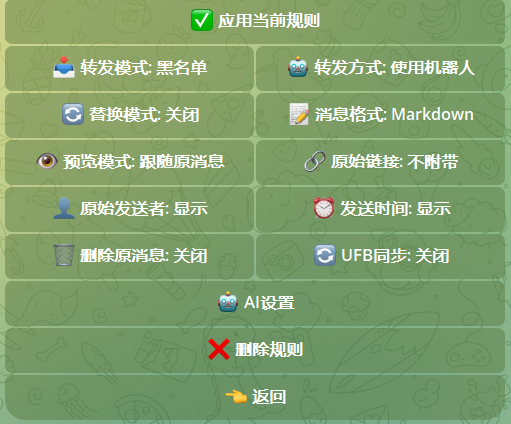 ✅ 应用当前规则
📤 转发模式: 黑名单
🤖 转发方式: 使用机器人
🔄 替换模式: 关闭
📝 消息格式: Markdown
👁 预览模式: 跟随原消息
🔗 原始链接: 不附带
👤 原始发送者: 显示
⏰ 发送时间: 显示
🗑 删除原消息: 关闭
🔄 UFB同步: 关闭
🤖 AI设置
❌ 删除规则
👈 返回